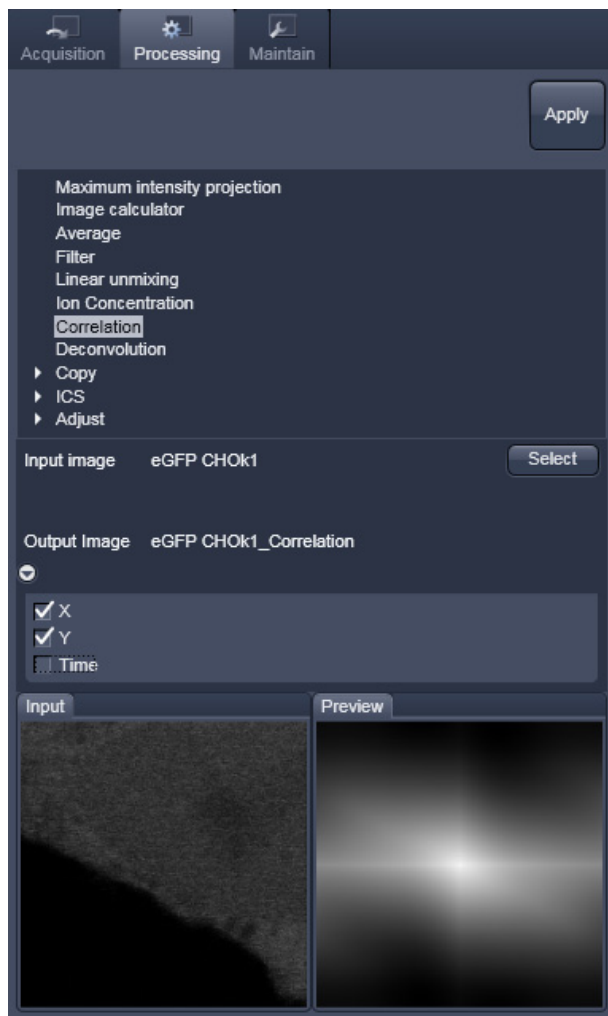 Acquisition Processing Maintain
Apply
Maximum intensity projection
Image calculator
Average
Filter
Linear unmixing
Ion Concentration
Correlation
Deconvolution
Copy
ICS
Adjust
Input image eGFP CHOk1 Select
Output Image eGFP CHOk1_Correlation
X
Y
Time
Input Preview